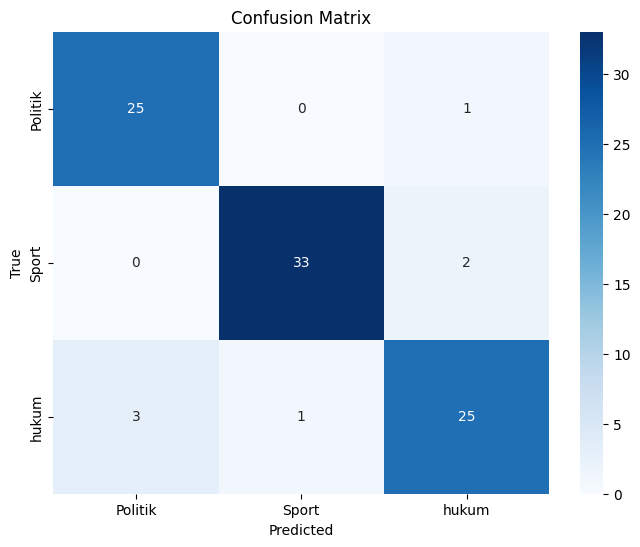 Confusion Matrix
True
Politik
25 0 1
Sport
0 33 2
hukum
3 1 25
Politik Sport hukum
Predicted
30
25
20
15
10
5
0